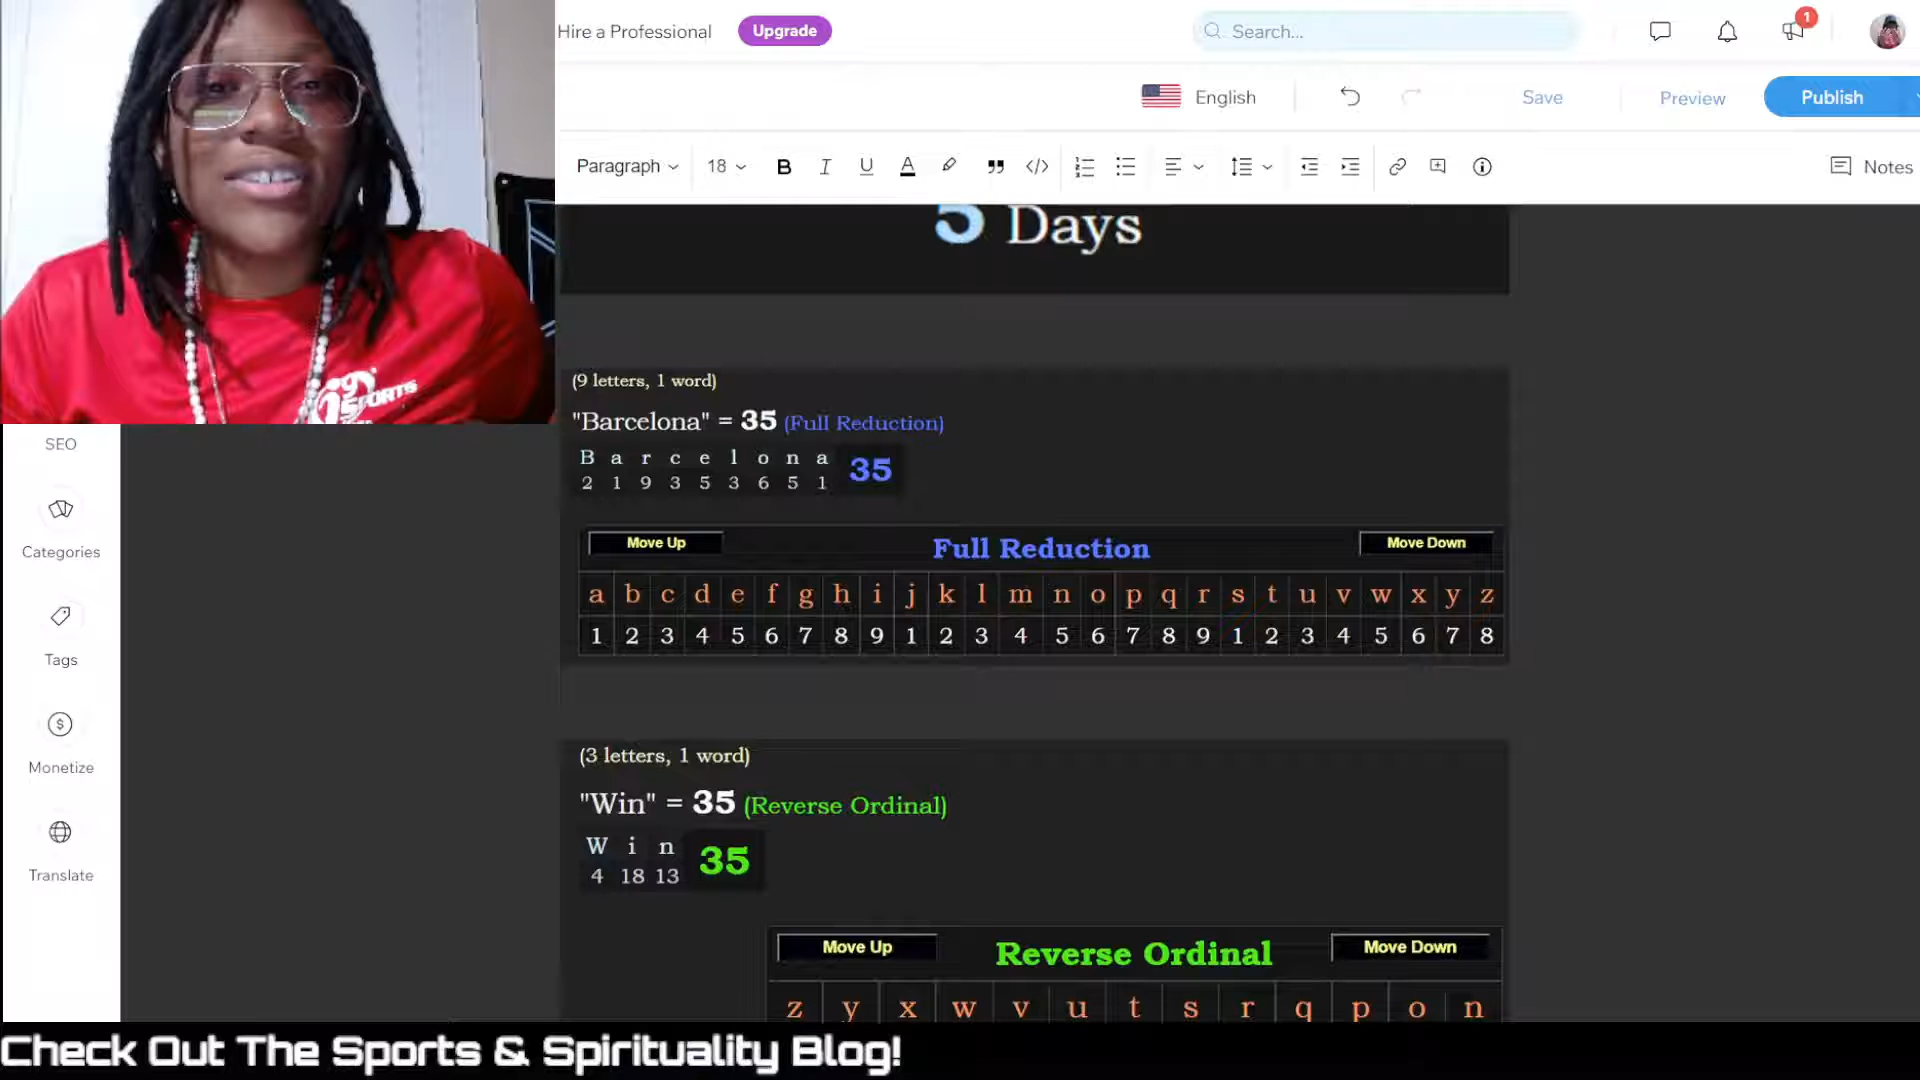 Hire a Professional
Upgrade
Search...
1
English
Save
Preview
Publish
Paragraph
18
B I U A
Notes
5 Days
SPORTS
SEO
Categories
Tags
Monetize
Translate
(9 letters, 1 word)
"Barcelona" = 35 (Full Reduction)
B a r c e l o n a 35
2 1 9 3 5 3 6 5 1
Move Up Full Reduction Move Down
a b c d e f g h i j k l m n o p q r s t u v w x y z
1 2 3 4 5 6 7 8 9 1 2 3 4 5 6 7 8 9 1 2 3 4 5 6 7 8
(3 letters, 1 word)
"Win" = 35 (Reverse Ordinal)
W i n 35
4 18 13
Move Up Reverse Ordinal Move Down
z y x w v u t s r q p o n
Check Out The Sports & Spirituality Blog!